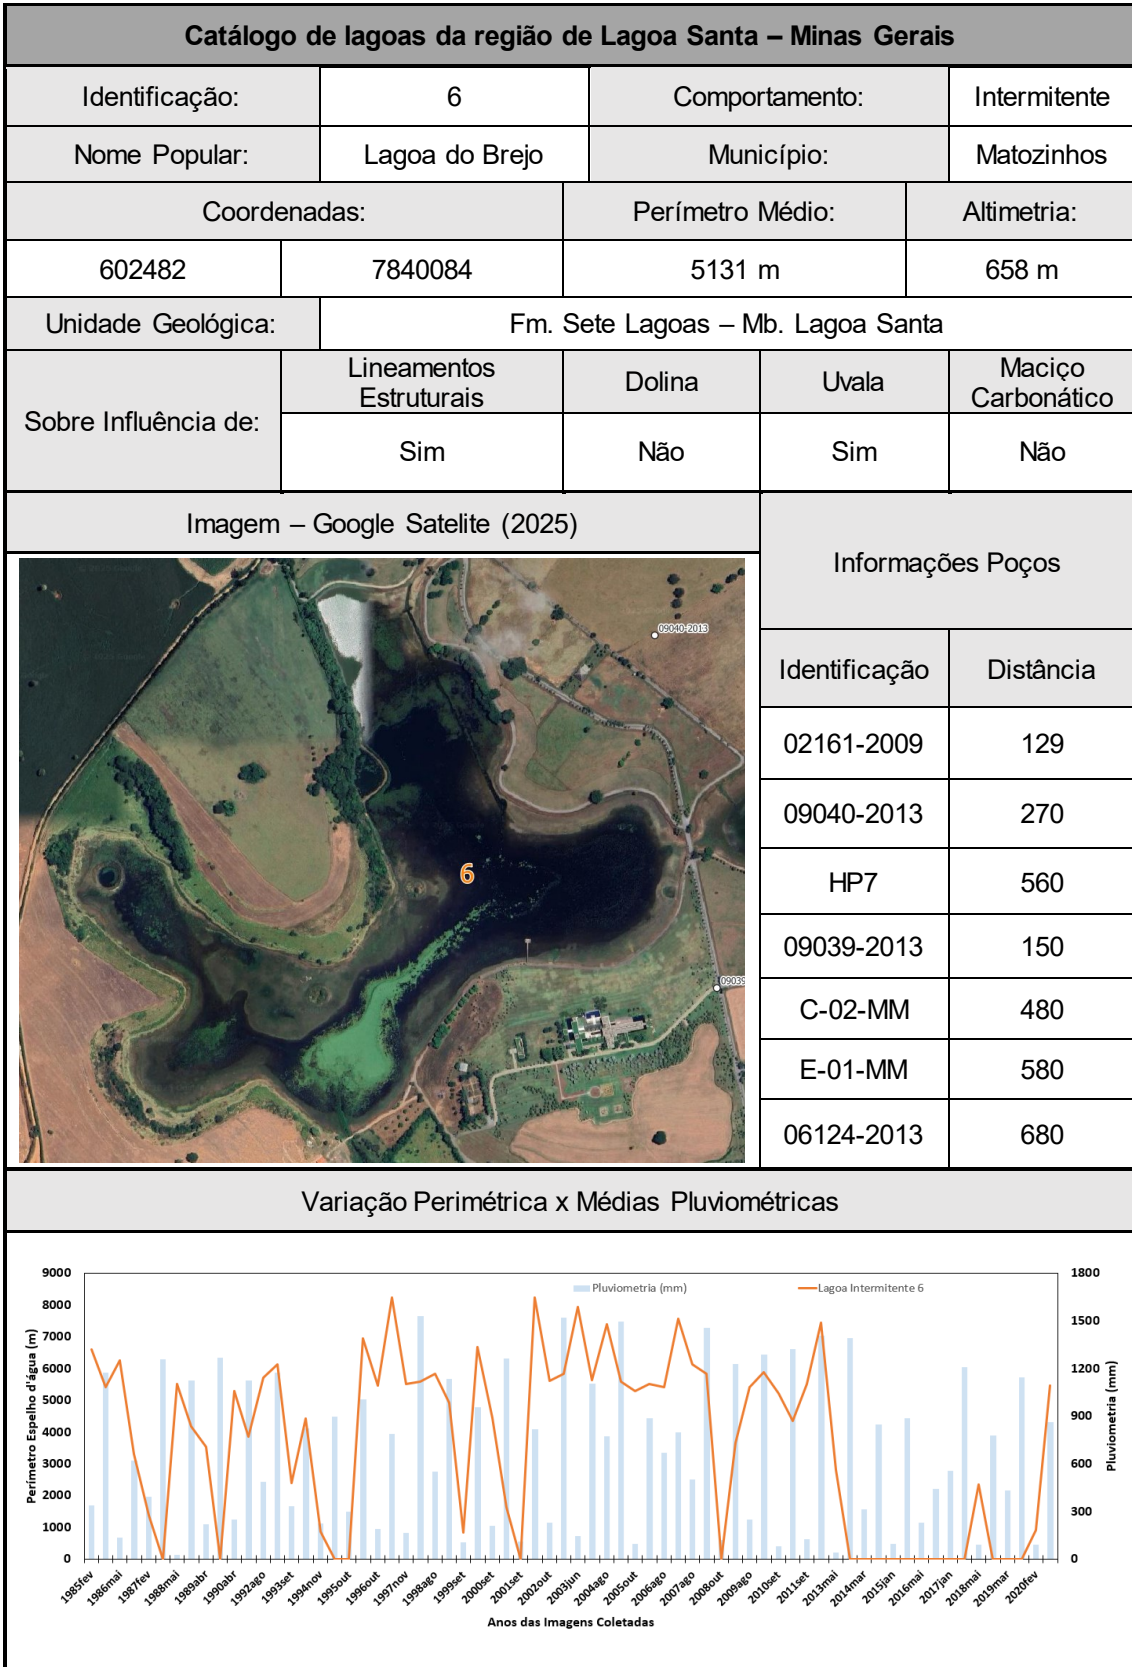 Catálogo de lagoas da região de Lagoa Santa – Minas Gerais
Identificação: 6 Comportamento: Intermitente
Nome Popular: Lagoa do Brejo Município: Matozinhos
Coordenadas: Perímetro Médio: Altimetria:
602482 7840084 5131 m 658 m
Unidade Geológica: Fm. Sete Lagoas – Mb. Lagoa Santa
Sobre Influência de:
Lineamentos Estruturais Dolina Uvala Maciço Carbonático
Sim Não Sim Não
Imagem – Google Satelite (2025)
09040-2013
6
09039
Informações Poços
Identificação Distância
02161-2009 129
09040-2013 270
HP7 560
09039-2013 150
C-02-MM 480
E-01-MM 580
06124-2013 680
Variação Perimétrica x Médias Pluviométricas
Pluviometria (mm) Lagoa Intermitente 6
Perímetro Espelho d'água (m)
9000
8000
7000
6000
5000
4000
3000
2000
1000
0
1800
1500
1200
900
600
300
0
Pluviometria (mm)
1985fev 1986mai 1987fev 1988mai 1989abr 1990abr 1992ago 1993set 1994nov 1995out 1996out 1997nov 1998ago 1999set 2000set 2001set 2002out 2003jun 2004ago 2005out 2006ago 2007ago 2008out 2009ago 2010set 2011set 2013mai 2014mar 2015jan 2016mai 2017jan 2018mai 2019mar 2020fev
Anos das Imagens Coletadas